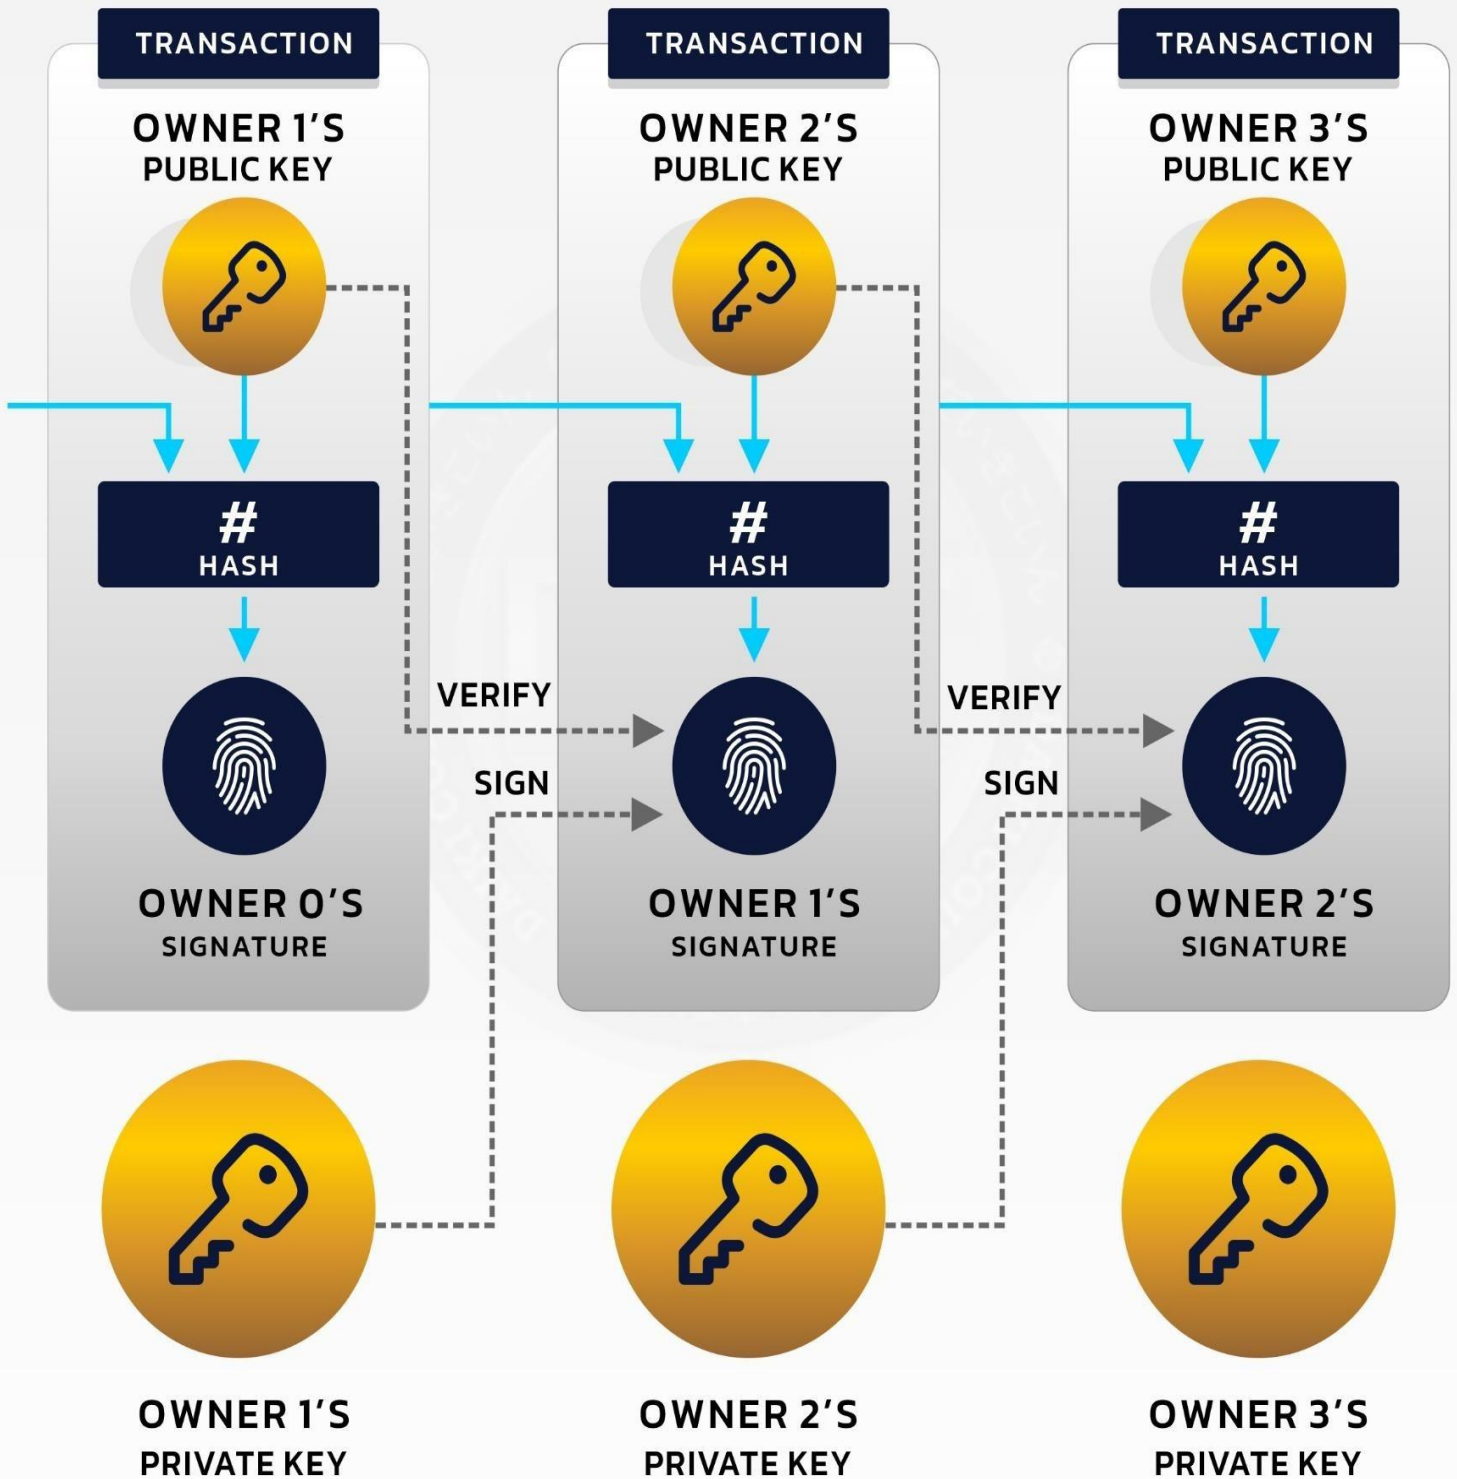 TRANSACTION
TRANSACTION
TRANSACTION
OWNER 1'S
PUBLIC KEY
OWNER 2'S
PUBLIC KEY
OWNER 3'S
PUBLIC KEY
#
HASH
#
HASH
#
HASH
VERIFY
VERIFY
SIGN
SIGN
OWNER 0'S
SIGNATURE
OWNER 1'S
SIGNATURE
OWNER 2'S
SIGNATURE
OWNER 1'S
PRIVATE KEY
OWNER 2'S
PRIVATE KEY
OWNER 3'S
PRIVATE KEY